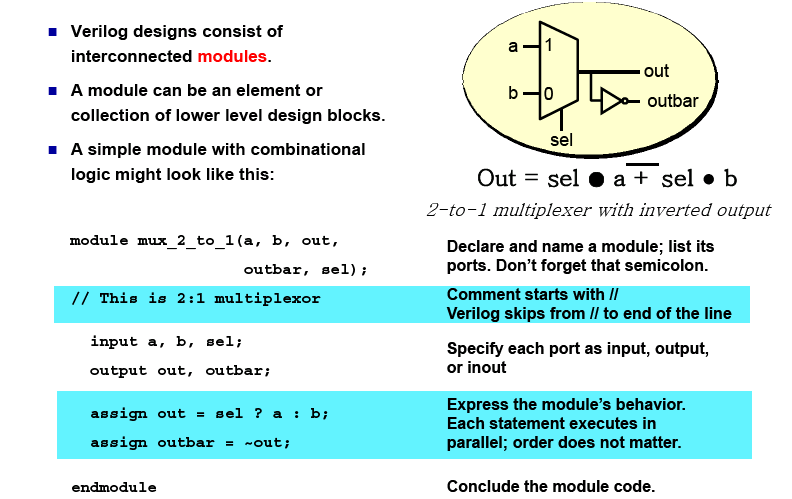 Verilog designs consist of
interconnected modules.
A module can be an element or
collection of lower level design blocks.
A simple module with combinational
logic might look like this:
a 1
out
b 0
outbar
sel
Out = sel ● a + sel • b
2-to-1 multiplexer with inverted output
module mux_2_to_1(a, b, out,
outbar, sel);
Declare and name a module; list its
ports. Don’t forget that semicolon.
// This is 2:1 multiplexor
Comment starts with //
Verilog skips from // to end of the line
input a, b, sel;
output out, outbar;
Specify each port as input, output,
or inout
assign out = sel ? a : b;
assign outbar = ~out;
Express the module’s behavior.
Each statement executes in
parallel; order does not matter.
endmodule
Conclude the module code.